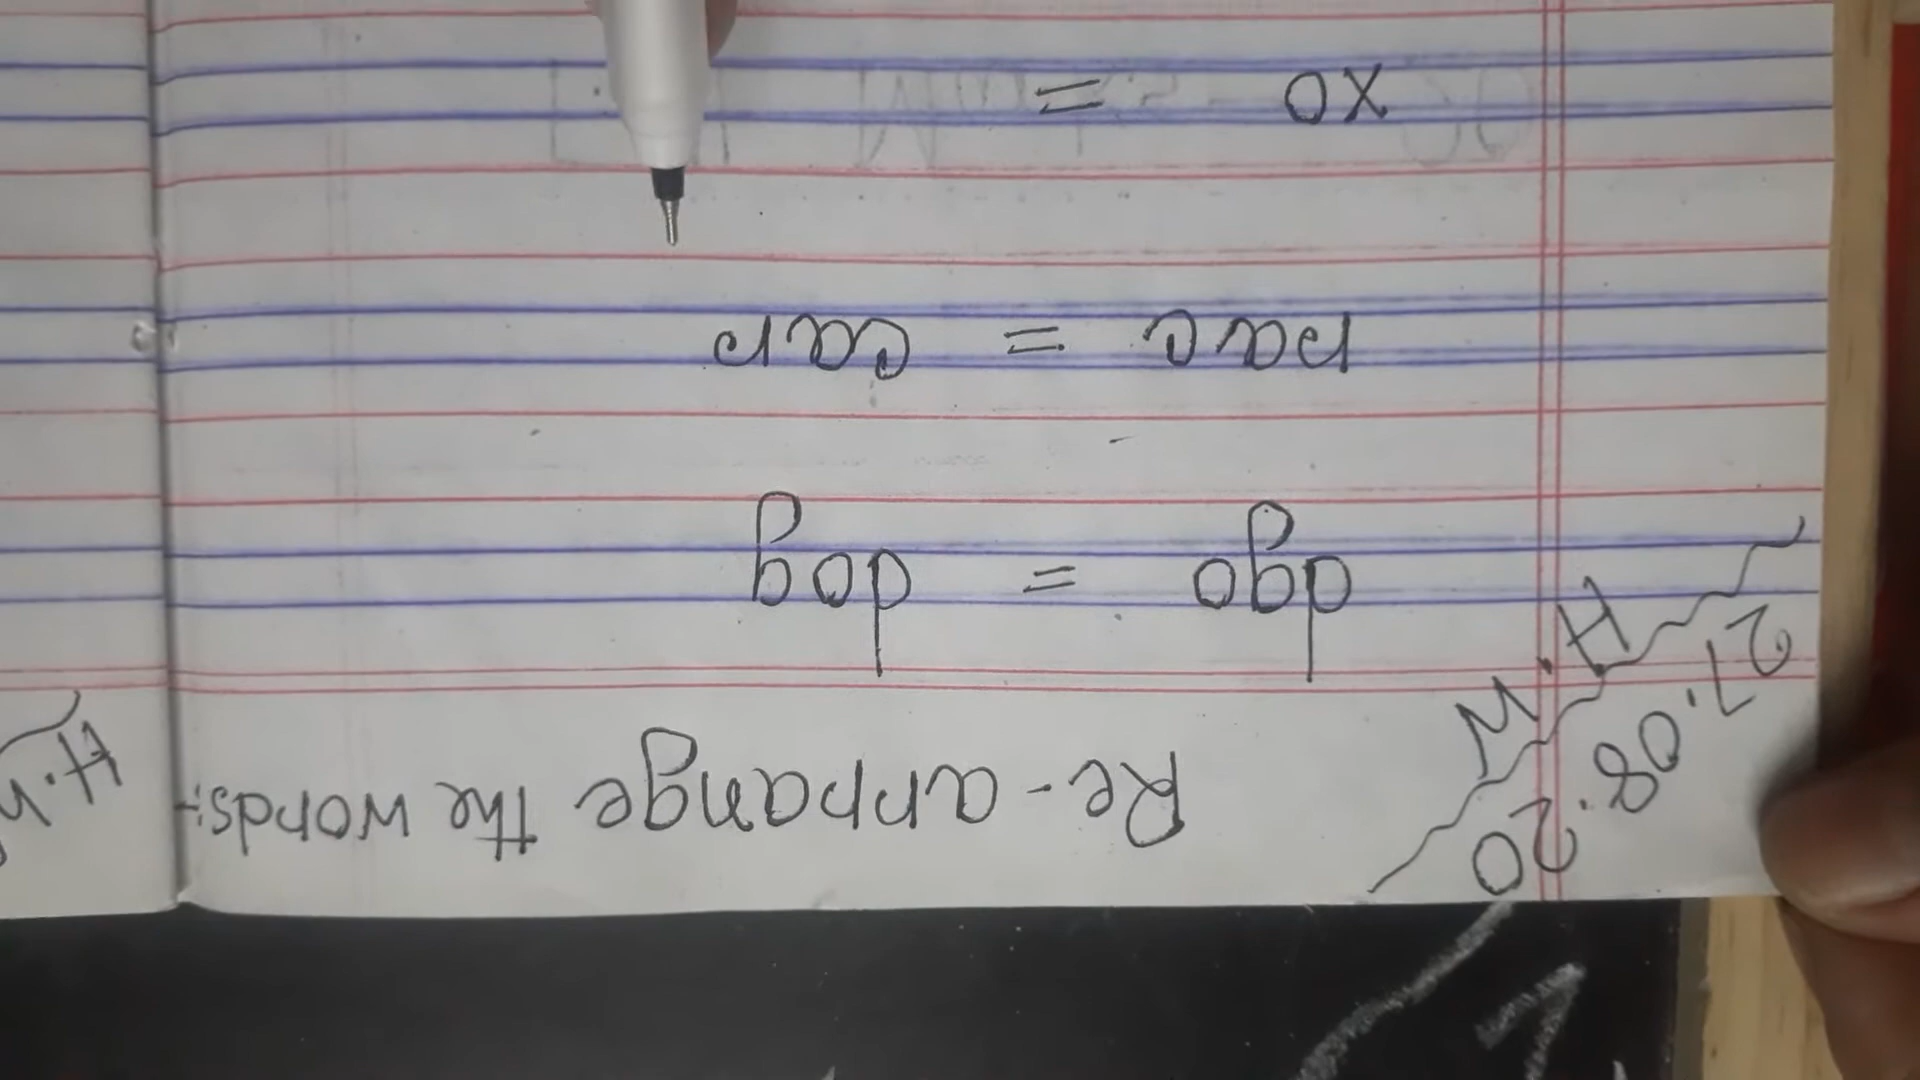 27.08.20
H.W
Re-arrange the words:-
dgo = dog
rac = car
xo =